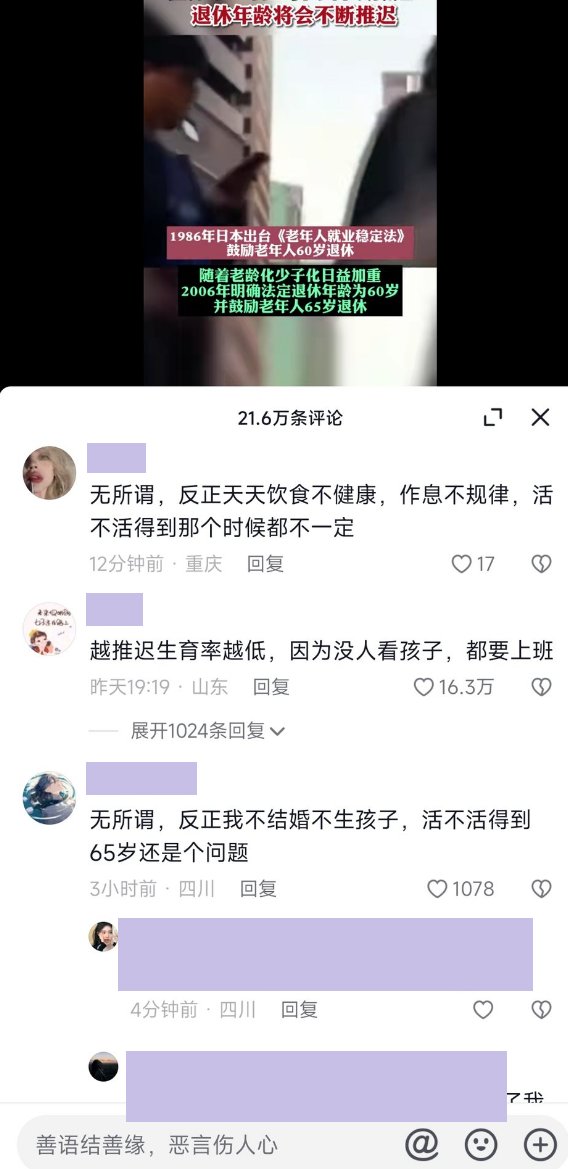 退休年龄将会不断推迟
1986年日本出台《老年人就业稳定法》
鼓励老年人60岁退休
随着老龄化少子化日益加重
2006年明确法定退休年龄为60岁
并鼓励老年人65岁退休
21.6万条评论
无所谓，反正天天饮食不健康，作息不规律，活
不活得到那个时候都不一定
12分钟前 · 重庆 回复 17
越推迟生育率越低，因为没人看孩子，都要上班
昨天19:19 · 山东 回复 16.3万
展开1024条回复
无所谓，反正我不结婚不生孩子，活不活得到
65岁还是个问题
3小时前 · 四川 回复 1078
4分钟前 · 四川 回复
了我
善语结善缘，恶言伤人心